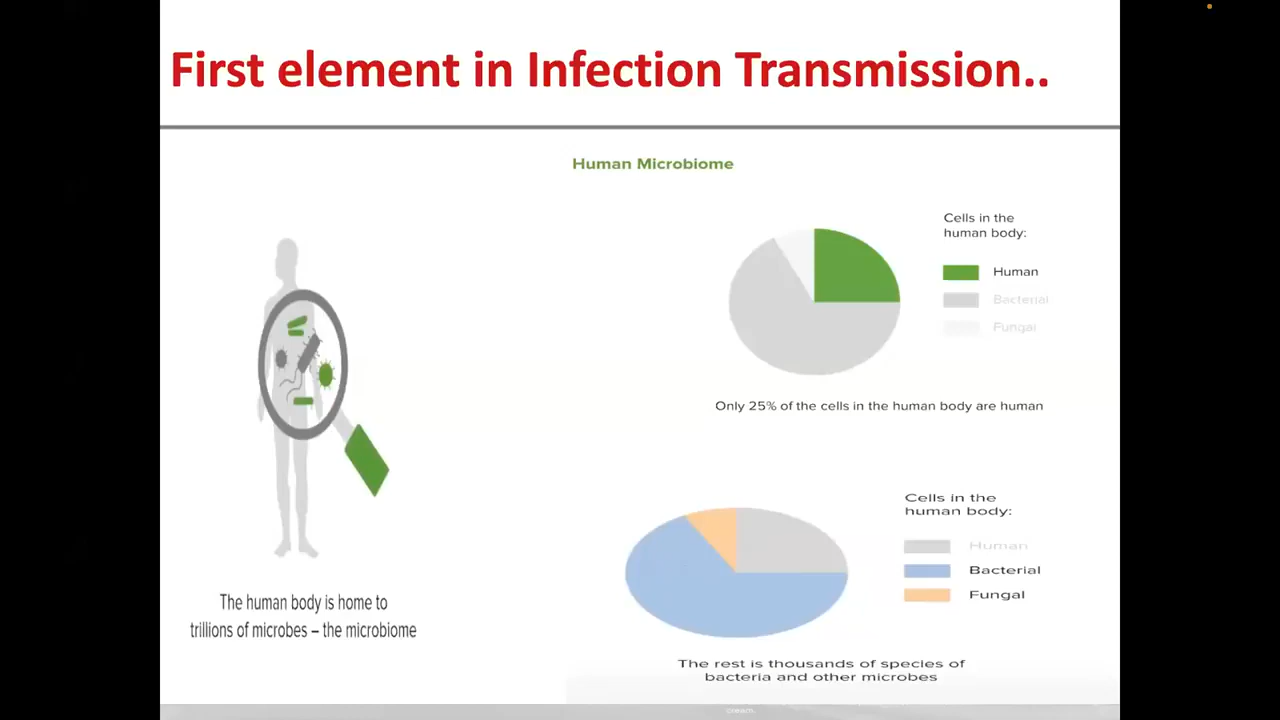 First element in Infection Transmission..
Human Microbiome
Cells in the
human body:
Human
Bacterial
Fungal
Only 25% of the cells in the human body are human
Cells in the
human body:
Human
Bacterial
Fungal
The human body is home to
trillions of microbes – the microbiome
The rest is thousands of species of
bacteria and other microbes